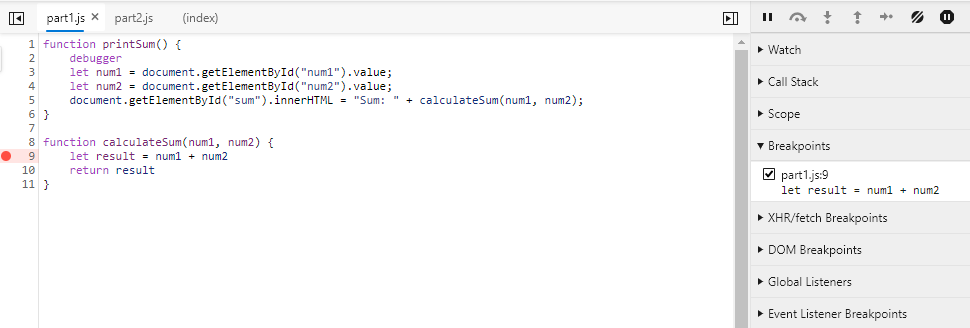 part1.js × part2.js (index)
1 function printSum() {
2     debugger
3     let num1 = document.getElementById("num1").value;
4     let num2 = document.getElementById("num2").value;
5     document.getElementById("sum").innerHTML = "Sum: " + calculateSum(num1, num2);
6 }
7
8 function calculateSum(num1, num2) {
9     let result = num1 + num2
10     return result
11 }
Watch
Call Stack
Scope
Breakpoints
part1.js:9
let result = num1 + num2
XHR/fetch Breakpoints
DOM Breakpoints
Global Listeners
Event Listener Breakpoints